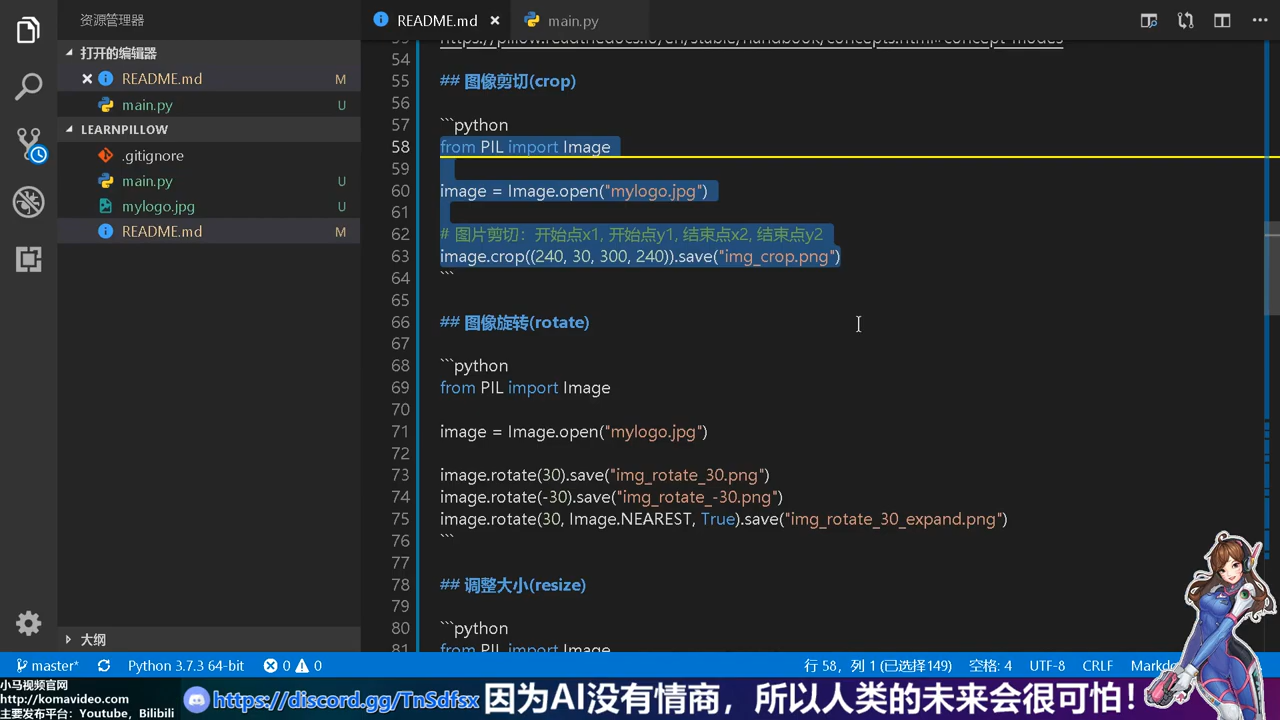 资源管理器
打开的编辑器
README.md M
main.py U
LEARNPILLOW
.gitignore
main.py U
mylogo.jpg U
README.md M
大纲
README.md
main.py
54
55 ## 图像剪切(crop)
56
57 ```python
58 from PIL import Image
59
60 image = Image.open("mylogo.jpg")
61
62 # 图片剪切：开始点x1, 开始点y1, 结束点x2, 结束点y2
63 image.crop((240, 30, 300, 240)).save("img_crop.png")
64 ```
65
66 ## 图像旋转(rotate)
67
68 ```python
69 from PIL import Image
70
71 image = Image.open("mylogo.jpg")
72
73 image.rotate(30).save("img_rotate_30.png")
74 image.rotate(-30).save("img_rotate_-30.png")
75 image.rotate(30, Image.NEAREST, True).save("img_rotate_30_expand.png")
76 ```
77
78 ## 调整大小(resize)
79
80 ```python
81 from PIL import Image
master* Python 3.7.3 64-bit 0 0 行 58，列 1 (已选择149) 空格: 4 UTF-8 CRLF
小马视频官网
http://komavideo.com
主要发布平台：Youtube，Bilibili
https://discord.gg/TnSdfsx 因为AI没有情商，所以人类的未来会很可怕！